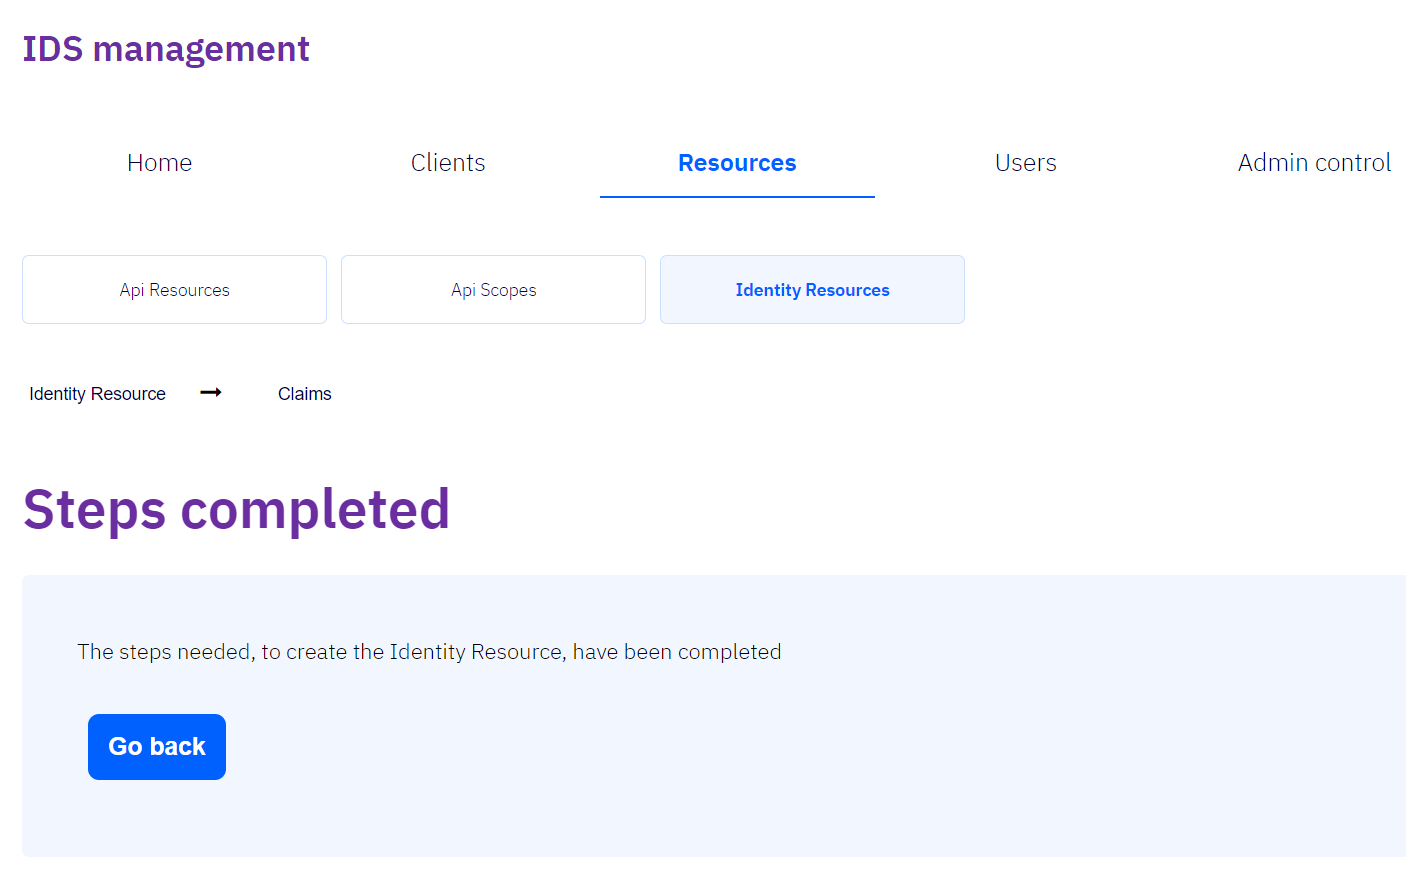 IDS management
Home Clients Resources Users Admin control
Api Resources Api Scopes Identity Resources
Identity Resource Claims
Steps completed
The steps needed, to create the Identity Resource, have been completed
Go back